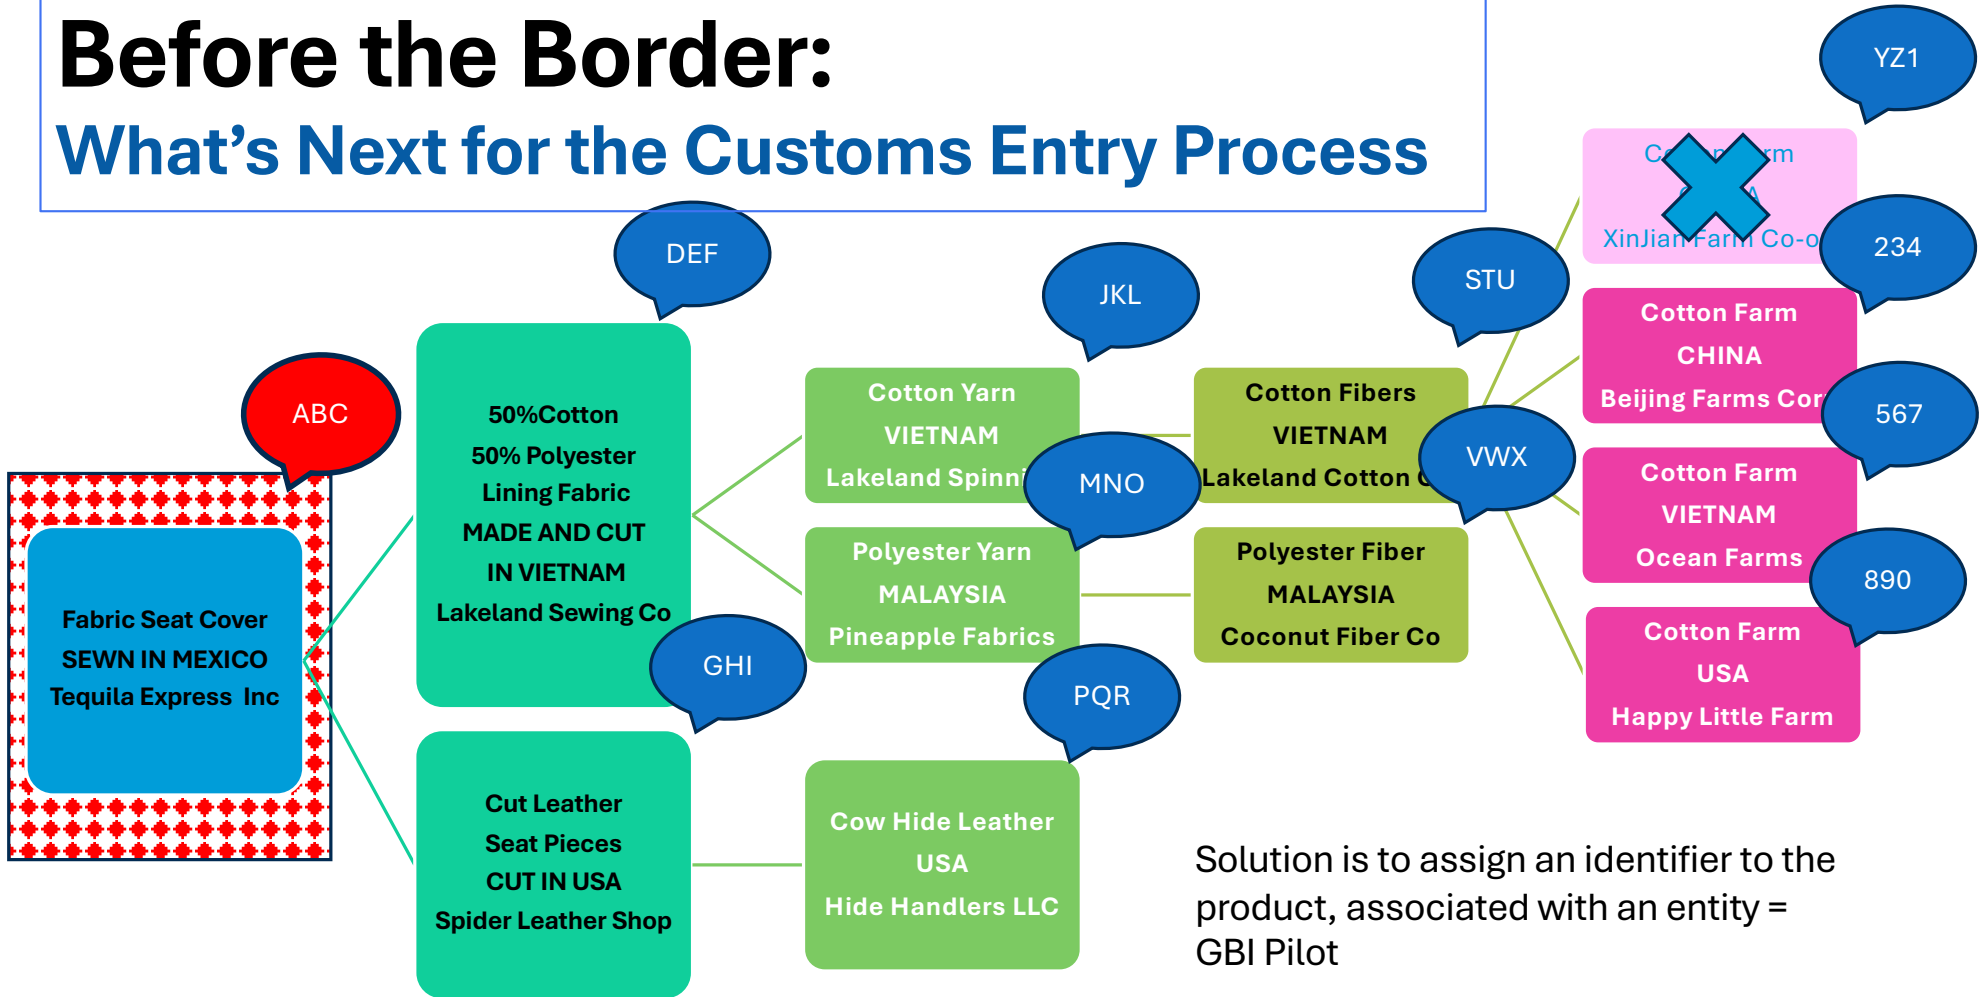 Before the Border:
What's Next for the Customs Entry Process
YZ1
XinJian Farm Co-o
234
DEF
JKL
STU
Cotton Farm
CHINA
Beijing Farms
ABC
50%Cotton
50% Polyester
Lining Fabric
MADE AND CUT
IN VIETNAM
Lakeland Sewing Co
Cotton Yarn
VIETNAM
Lakeland
MNO
Cotton Fibers
VIETNAM
Lakeland Cotton
VWX
567
Cotton Farm
VIETNAM
Ocean Farms
890
Fabric Seat Cover
SEWN IN MEXICO
Tequila Express Inc
GHI
Polyester Yarn
MALAYSIA
Pineapple Fabrics
PQR
Polyester Fiber
MALAYSIA
Coconut Fiber Co
Cotton Farm
USA
Happy Little Farm
Cut Leather
Seat Pieces
CUT IN USA
Spider Leather Shop
Cow Hide Leather
USA
Hide Handlers LLC
Solution is to assign an identifier to the
product, associated with an entity =
GBI Pilot